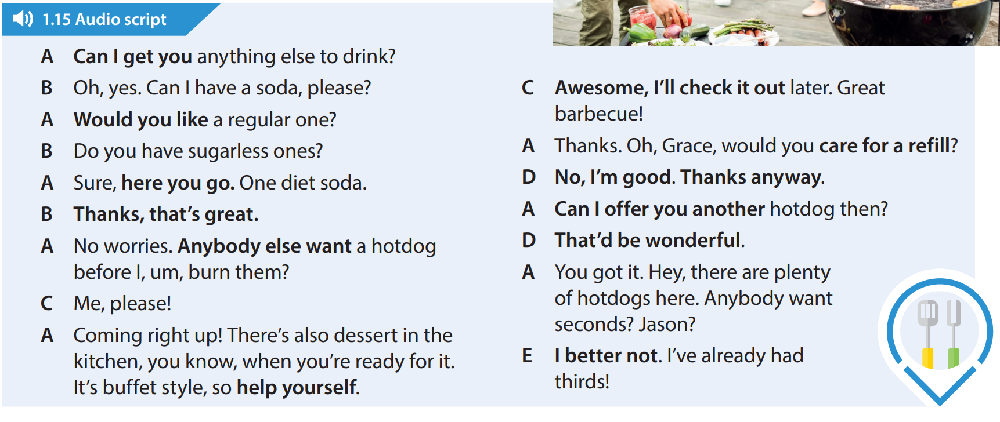 1.15 Audio script
A Can I get you anything else to drink?
B Oh, yes. Can I have a soda, please?
A Would you like a regular one?
B Do you have sugarless ones?
A Sure, here you go. One diet soda.
B Thanks, that's great.
A No worries. Anybody else want a hotdog
before I, um, burn them?
C Me, please!
A Coming right up! There's also dessert in the
kitchen, you know, when you're ready for it.
It's buffet style, so help yourself.
C Awesome, I'll check it out later. Great
barbecue!
A Thanks. Oh, Grace, would you care for a refill?
D No, I'm good. Thanks anyway.
A Can I offer you another hotdog then?
D That'd be wonderful.
A You got it. Hey, there are plenty
of hotdogs here. Anybody want
seconds? Jason?
E I better not. I've already had
thirds!